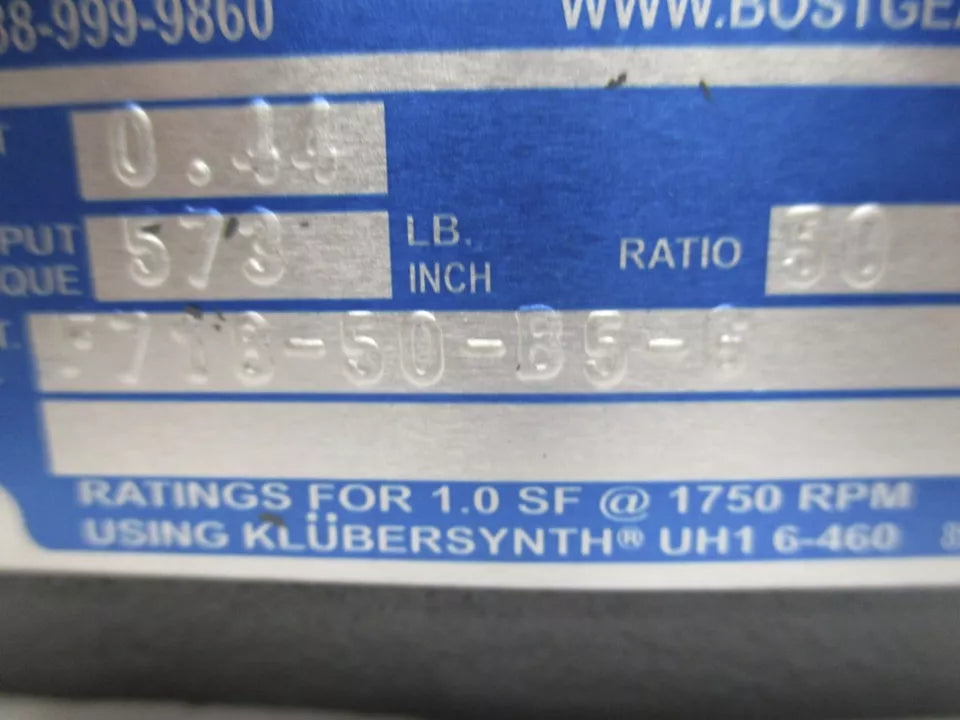 88-999-9860 WWW.BOSTGEA
T 0.44
PUT 573 LB. RATIO 50
QUE INCH
T. F718-50-B5-G
RATINGS FOR 1.0 SF @ 1750 RPM
USING KLÜBERSYNTH® UH1 6-460